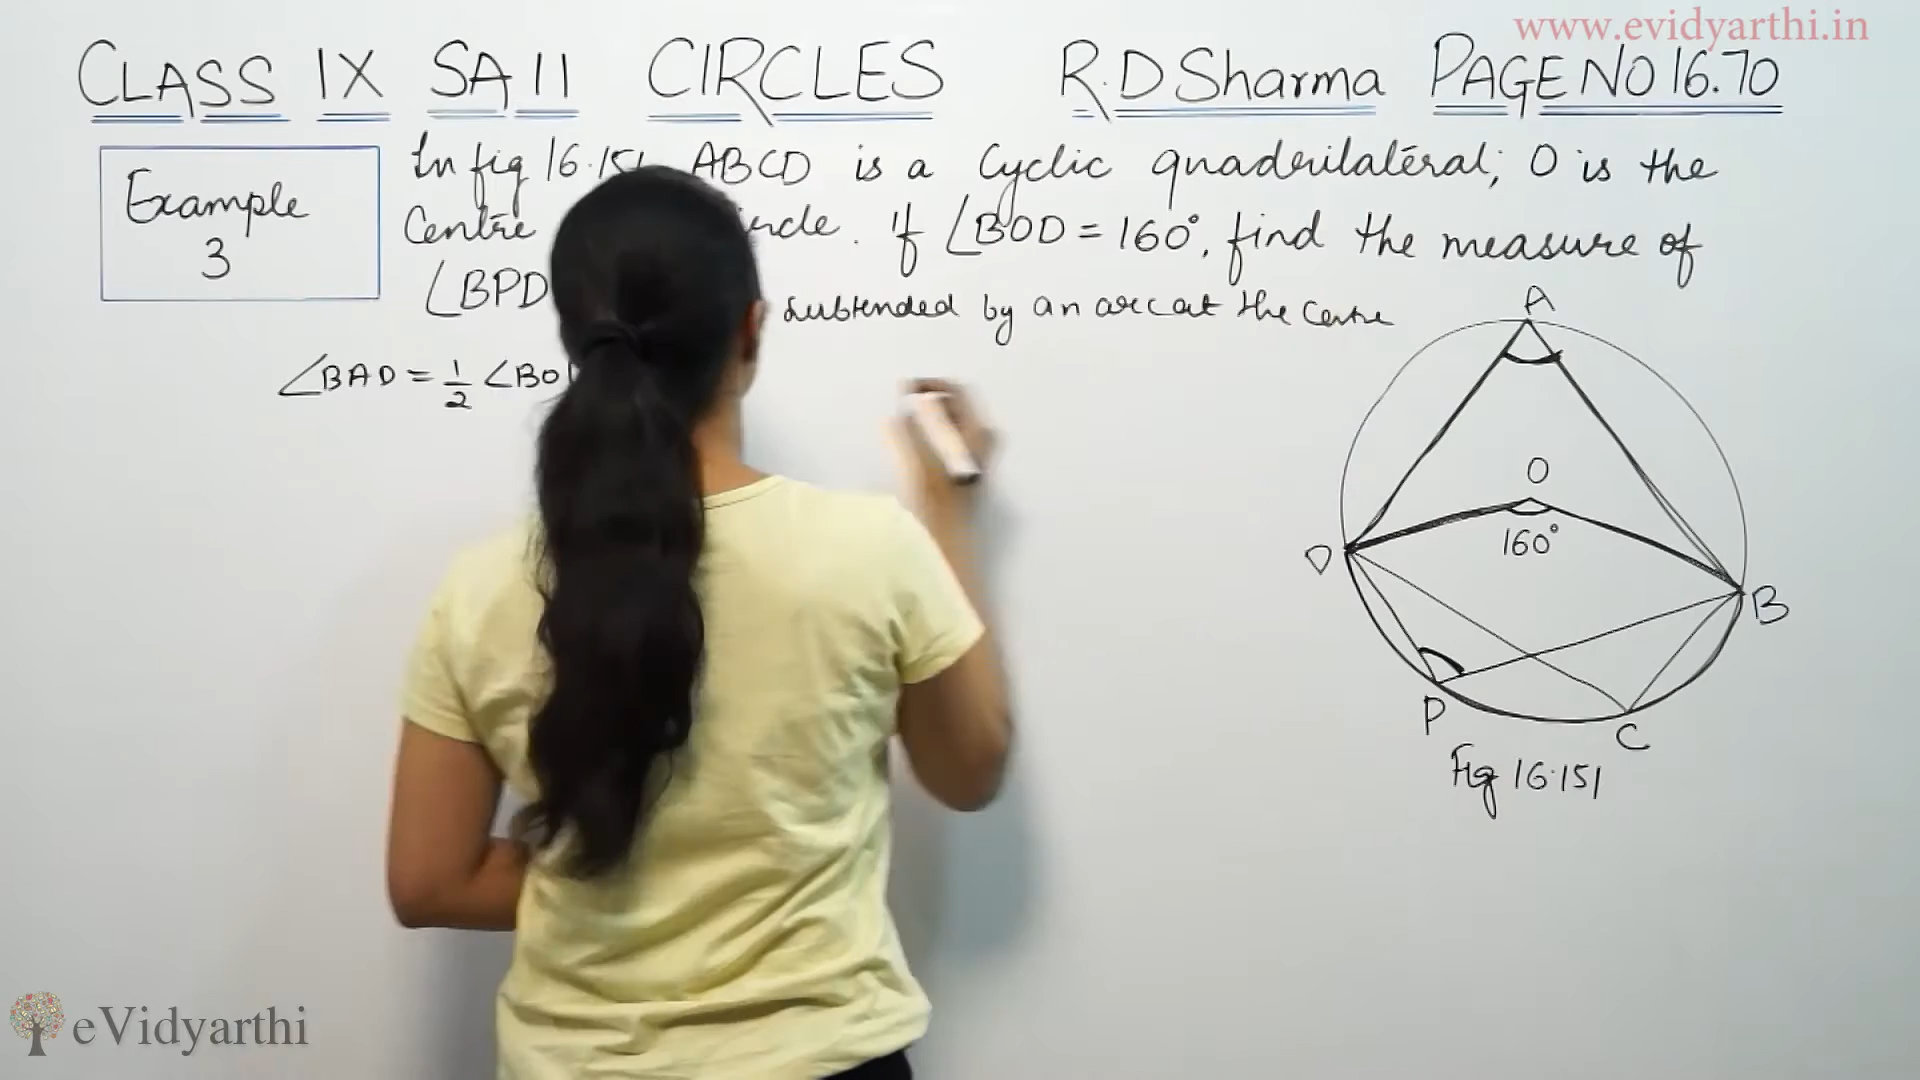 www.evidyarthi.in
CLASS IX SA II CIRCLES R.D Sharma PAGE NO 16.70
Example
3
In fig 16.151 ABCD is a cyclic quadrilateral; O is the
Centre circle. If ∠BOD = 160°, find the measure of
∠BPD
subtended by an arc at the centre
∠BAD = 1/2 ∠BO
A
O
160°
D
B
P
C
Fig 16.151
eVidyarthi